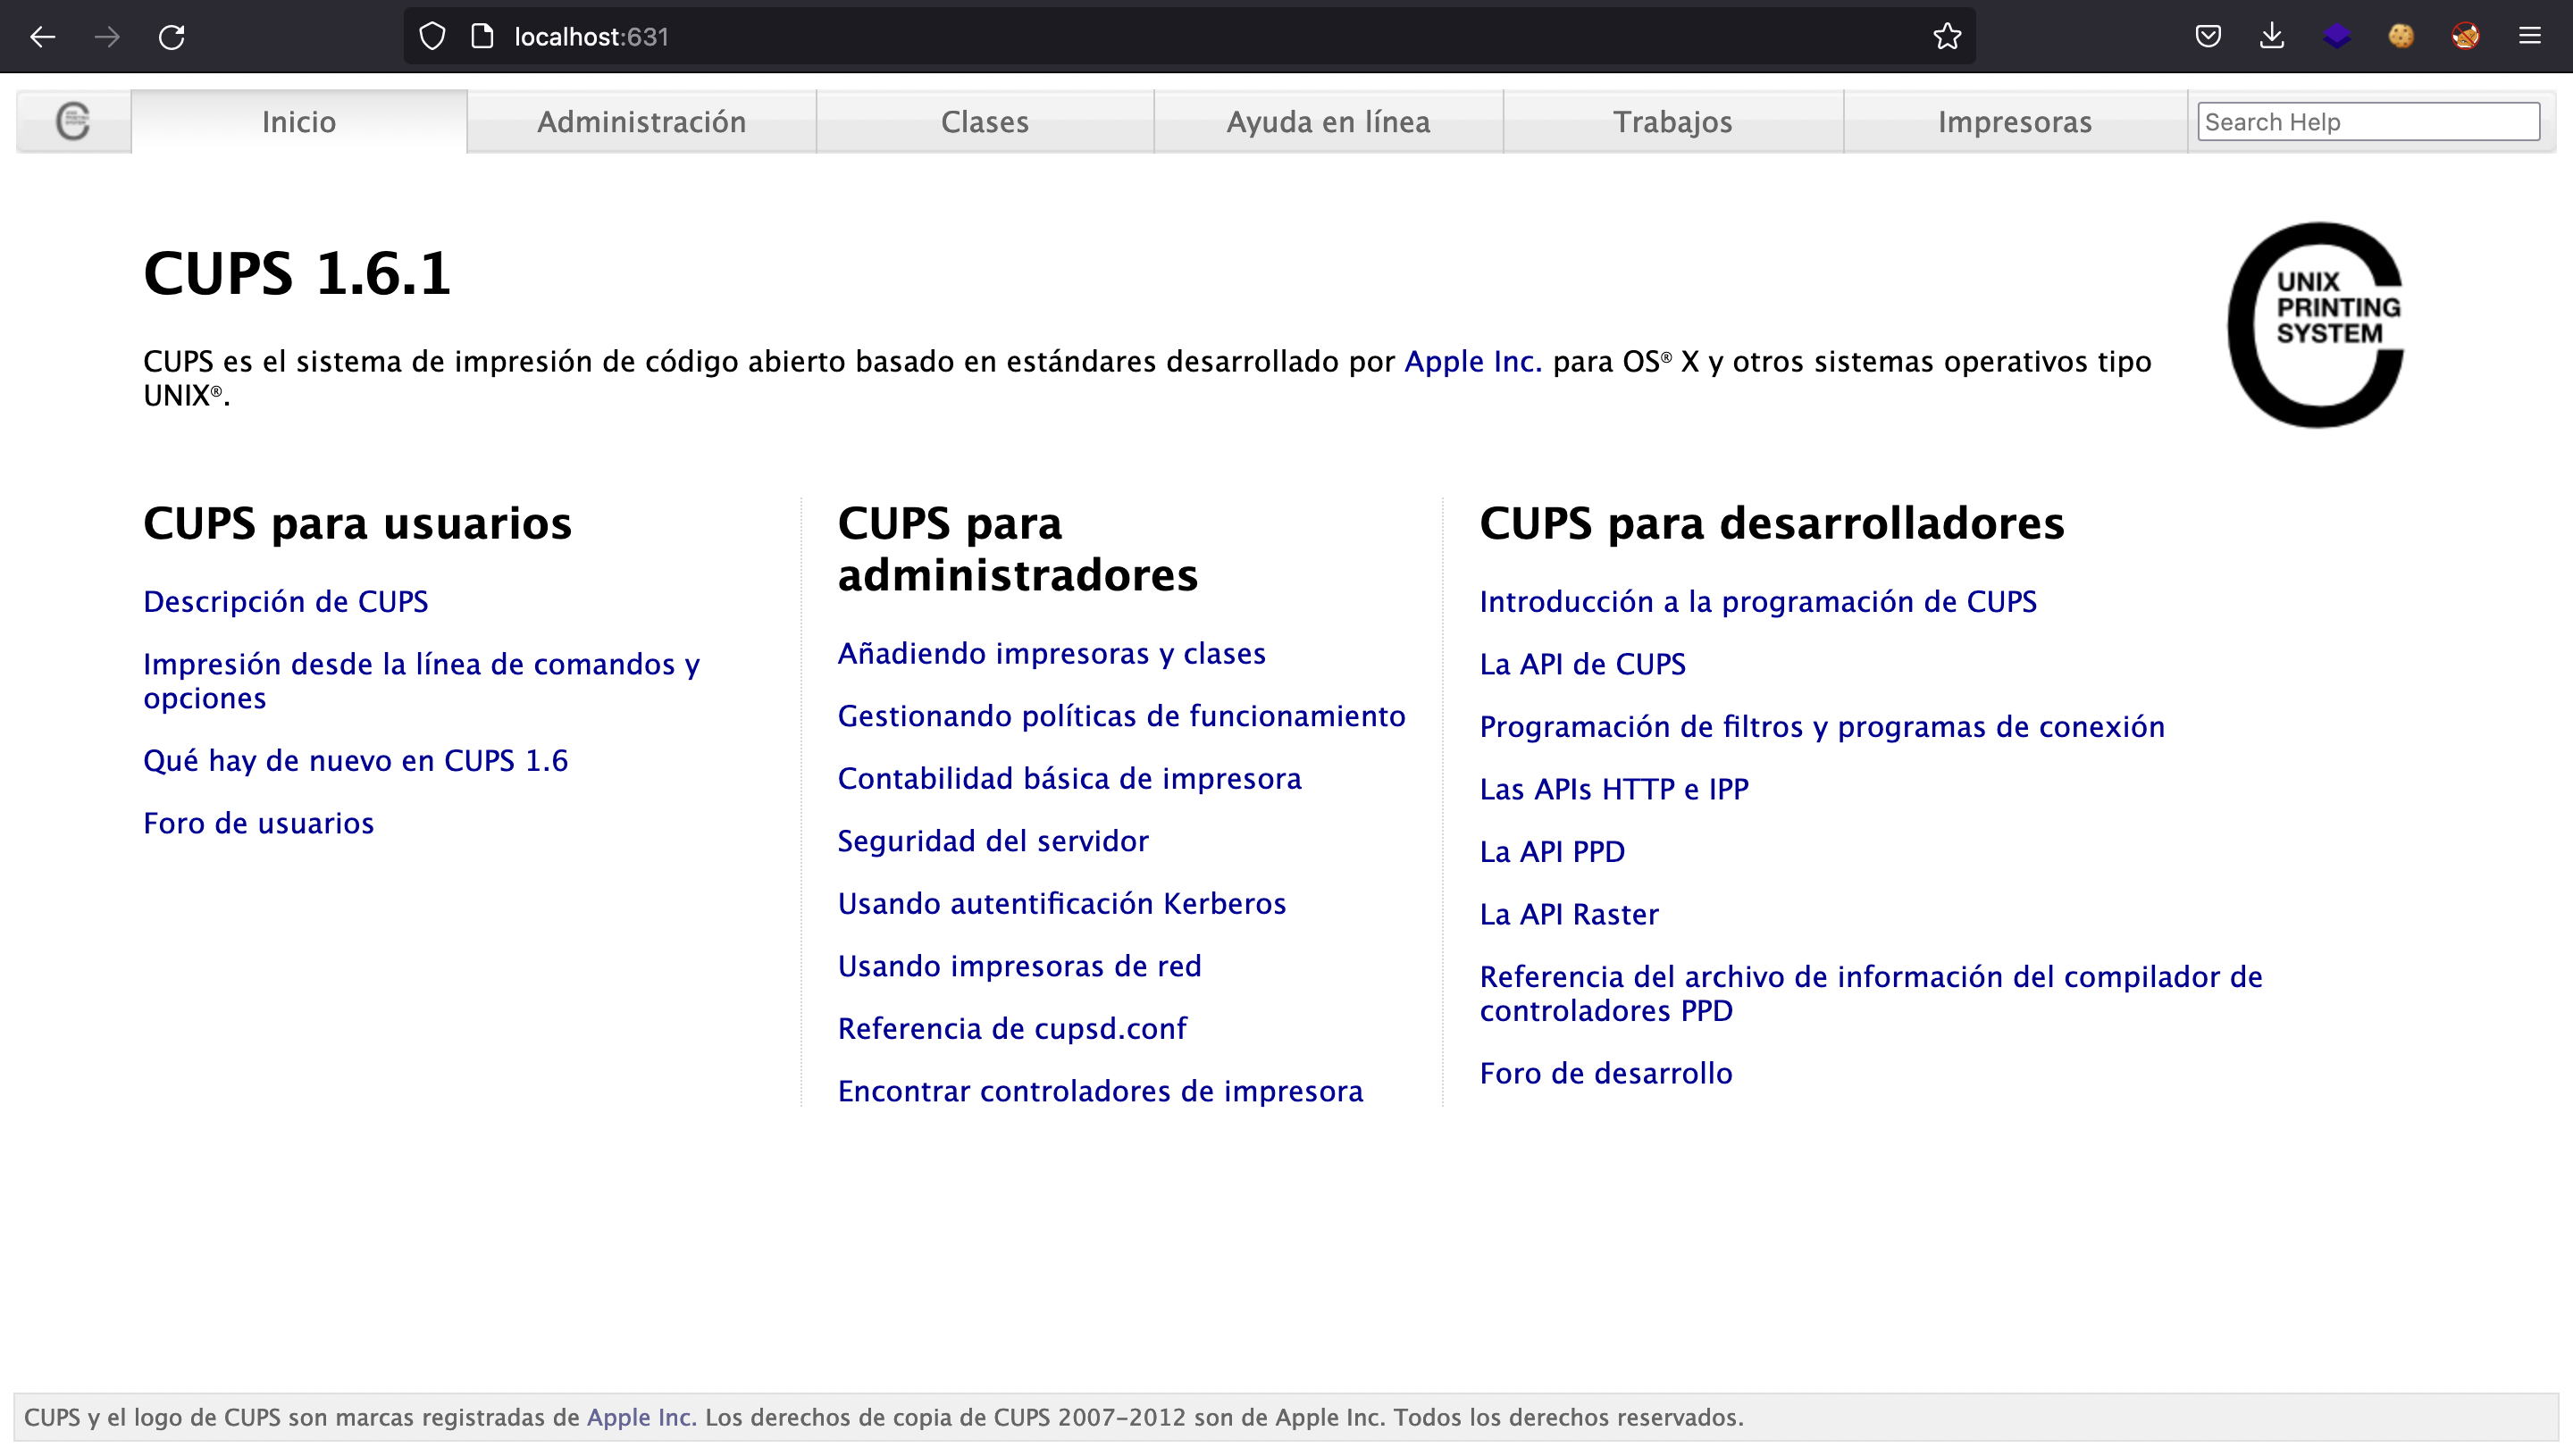 localhost:631
Inicio
Administración
Clases
Ayuda en línea
Trabajos
Impresoras
Search Help
CUPS 1.6.1
CUPS es el sistema de impresión de código abierto basado en estándares desarrollado por Apple Inc. para OS® X y otros sistemas operativos tipo
UNIX®.
UNIX
PRINTING
SYSTEM
CUPS para usuarios
Descripción de CUPS
Impresión desde la línea de comandos y
opciones
Qué hay de nuevo en CUPS 1.6
Foro de usuarios
CUPS para
administradores
Añadiendo impresoras y clases
Gestionando políticas de funcionamiento
Contabilidad básica de impresora
Seguridad del servidor
Usando autentificación Kerberos
Usando impresoras de red
Referencia de cupsd.conf
Encontrar controladores de impresora
CUPS para desarrolladores
Introducción a la programación de CUPS
La API de CUPS
Programación de filtros y programas de conexión
Las APIs HTTP e IPP
La API PPD
La API Raster
Referencia del archivo de información del compilador de
controladores PPD
Foro de desarrollo
CUPS y el logo de CUPS son marcas registradas de Apple Inc. Los derechos de copia de CUPS 2007-2012 son de Apple Inc. Todos los derechos reservados.